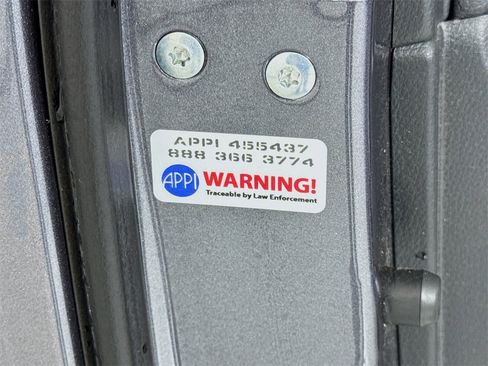 APPI 455437
888 366 3774
APPI WARNING!
Traceable by Law Enforcement